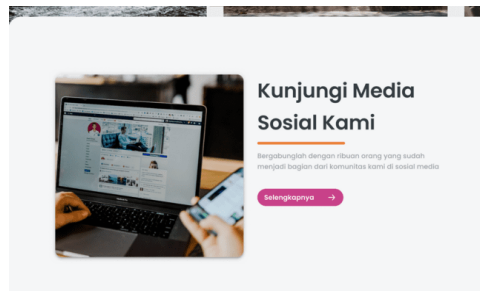 Kunjungi Media
Sosial Kami
Bergabunglah dengan ribuan orang yang sudah
menjadi bagian dari komunitas kami di sosial media
Selengkapnya →